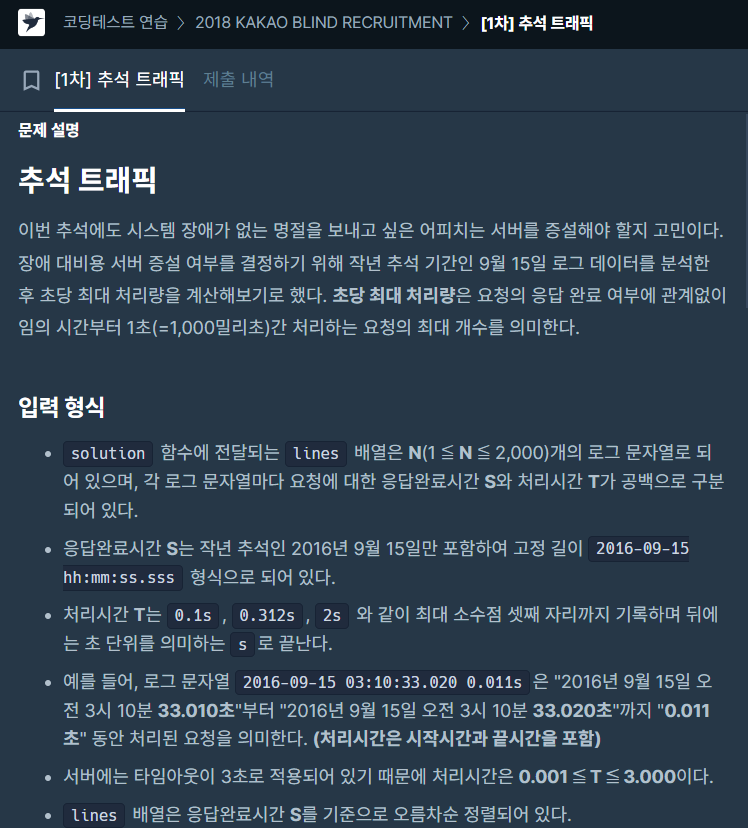 코딩테스트 연습 > 2018 KAKAO BLIND RECRUITMENT > [1차] 추석 트래픽
[1차] 추석 트래픽 제출 내역
문제 설명
추석 트래픽
이번 추석에도 시스템 장애가 없는 명절을 보내고 싶은 어피치는 서버를 증설해야 할지 고민이다.
장애 대비용 서버 증설 여부를 결정하기 위해 작년 추석 기간인 9월 15일 로그 데이터를 분석한
후 초당 최대 처리량을 계산해보기로 했다. 초당 최대 처리량은 요청의 응답 완료 여부에 관계없이
임의 시간부터 1초(=1,000밀리초)간 처리하는 요청의 최대 개수를 의미한다.
입력 형식
• solution 함수에 전달되는 lines 배열은 N(1 ≦ N ≦ 2,000)개의 로그 문자열로 되
어 있으며, 각 로그 문자열마다 요청에 대한 응답완료시간 S와 처리시간 T가 공백으로 구분
되어 있다.
• 응답완료시간 S는 작년 추석인 2016년 9월 15일만 포함하여 고정 길이 2016-09-15
hh:mm:ss.sss 형식으로 되어 있다.
• 처리시간 T는 0.1s, 0.312s, 2s 와 같이 최대 소수점 셋째 자리까지 기록하며 뒤에
는 초 단위를 의미하는 s로 끝난다.
• 예를 들어, 로그 문자열 2016-09-15 03:10:33.020 0.011s은 "2016년 9월 15일 오
전 3시 10분 33.010초"부터 "2016년 9월 15일 오전 3시 10분 33.020초"까지 "0.011
초" 동안 처리된 요청을 의미한다. (처리시간은 시작시간과 끝시간을 포함)
• 서버에는 타임아웃이 3초로 적용되어 있기 때문에 처리시간은 0.001 ≦ T ≦ 3.000이다.
• lines 배열은 응답완료시간 S를 기준으로 오름차순 정렬되어 있다.